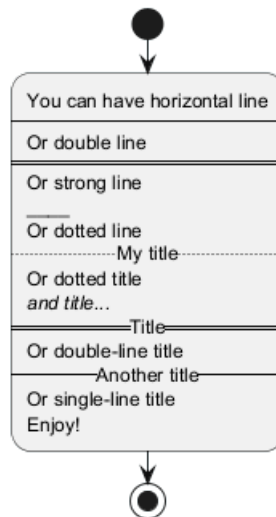 You can have horizontal line
Or double line
Or strong line
____
Or dotted line
My title
Or dotted title
and title...
Title
Or double-line title
Another title
Or single-line title
Enjoy!